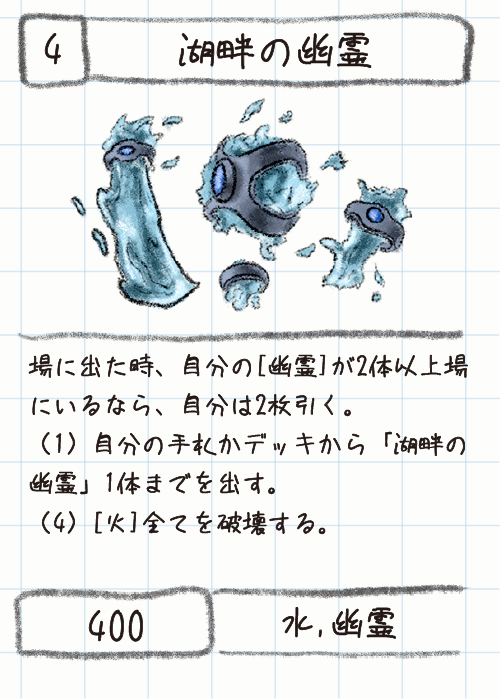 4
湖畔の幽霊
場に出た時、自分の[幽霊]が2体以上場
にいるなら、自分は2枚引く。
（1）自分の手札かデッキから「湖畔の
幽霊」1体までを出す。
（4）[火]全てを破壊する。
400
水,幽霊